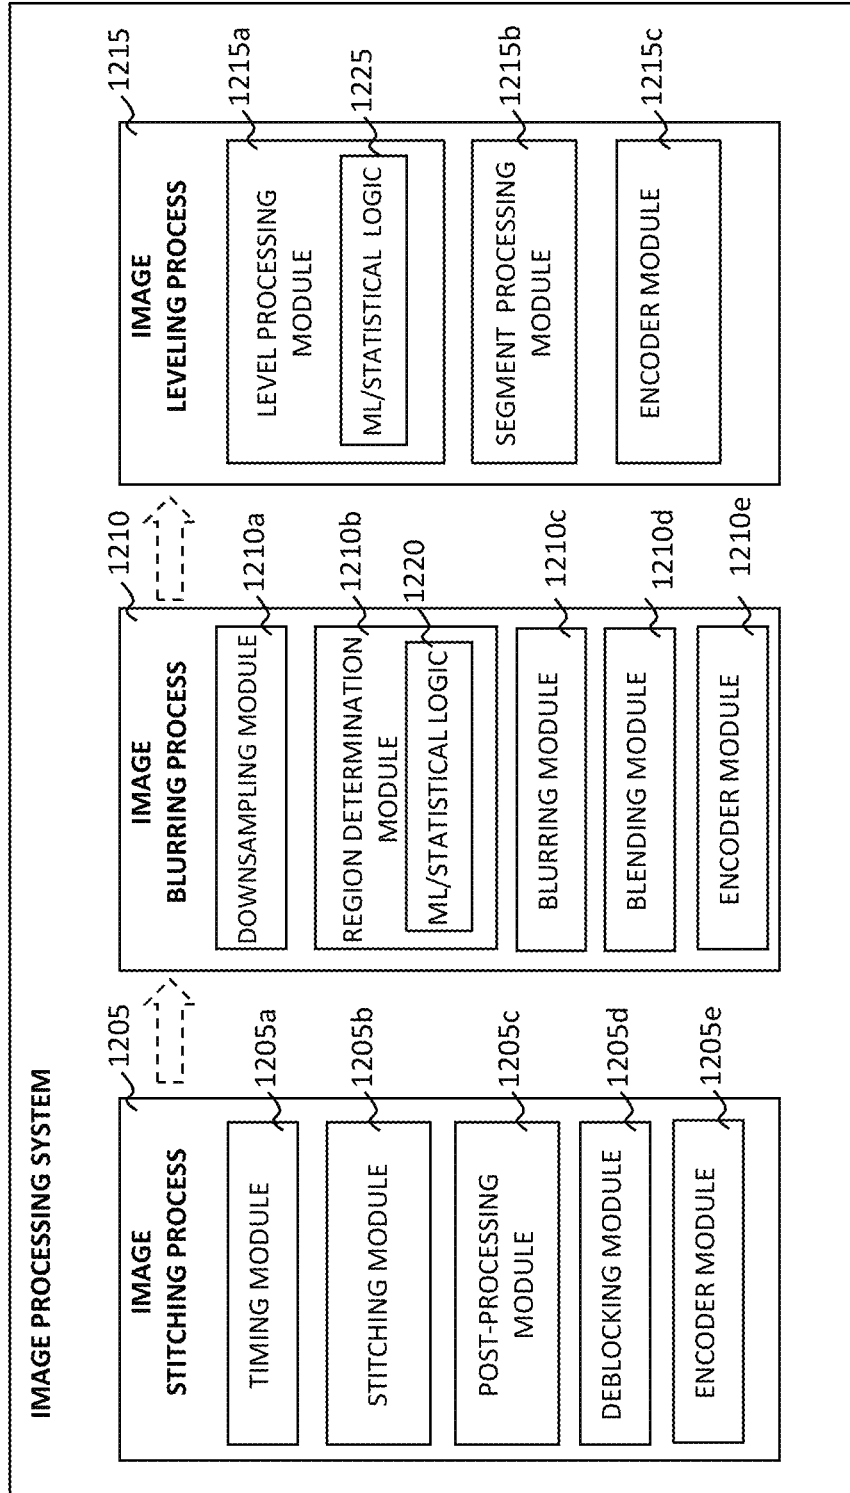 IMAGE PROCESSING SYSTEM
1205
IMAGE
STITCHING PROCESS
TIMING MODULE
1205a
STITCHING MODULE
1205b
POST-PROCESSING
MODULE
1205c
DEBLOCKING MODULE
1205d
ENCODER MODULE
1205e
1210
IMAGE
BLURRING PROCESS
DOWNSAMPLING MODULE
1210a
REGION DETERMINATION
MODULE
1210b
ML/STATISTICAL LOGIC
1220
BLURRING MODULE
1210c
BLENDING MODULE
1210d
ENCODER MODULE
1210e
1215
IMAGE
LEVELING PROCESS
LEVEL PROCESSING
MODULE
1215a
ML/STATISTICAL LOGIC
1225
SEGMENT PROCESSING
MODULE
1215b
ENCODER MODULE
1215c